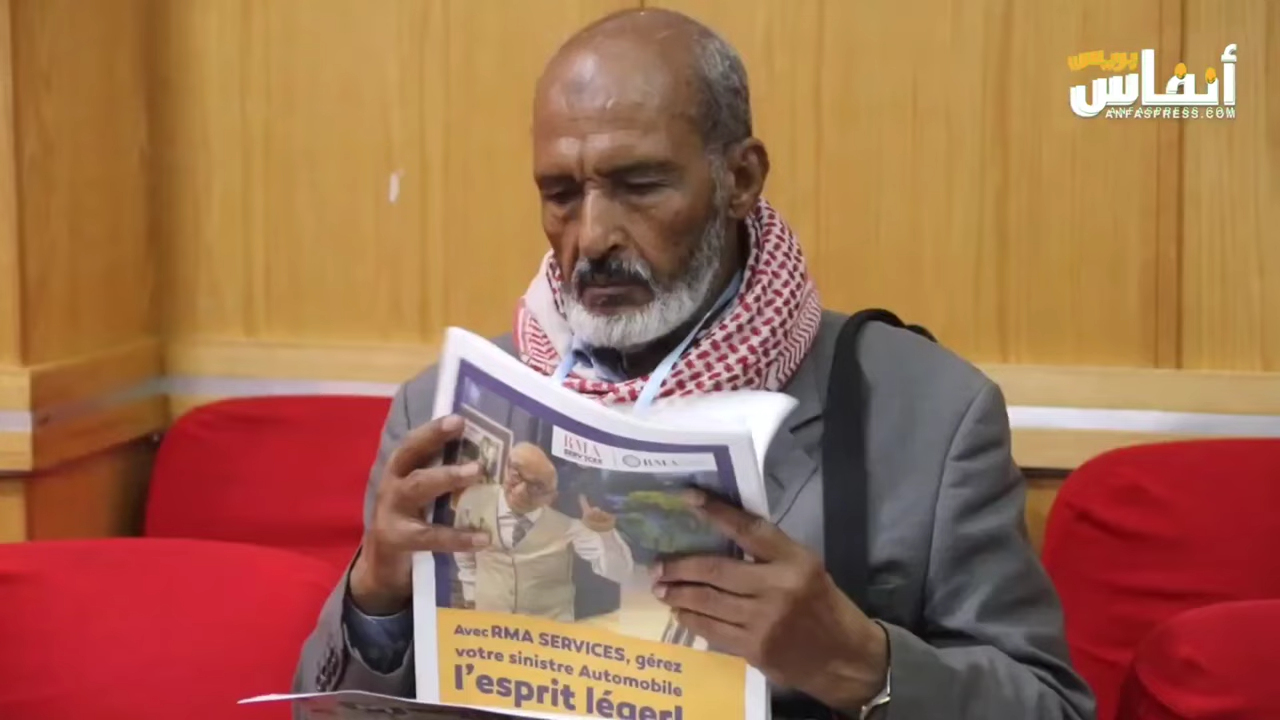 أنفاس بريس
ANFASPRESS.COM
RMA
RMA
Avec RMA SERVICES, gérez
votre sinistre Automobile
l'esprit léger!